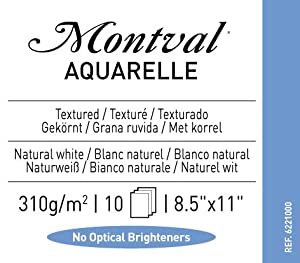 Montval®
AQUARELLE
Textured / Texturé / Texturado
Gekörnt / Grana ruvida / Met korrel
Natural white / Blanc naturel / Blanco natural
Naturweiß / Bianco naturale / Naturel wit
310g/m² | 10 | 8.5"x11"
No Optical Brighteners
REF. 6221000